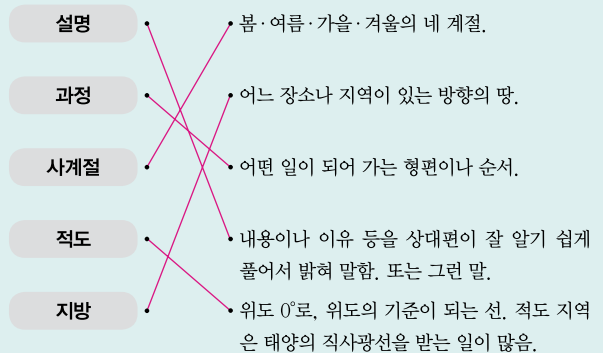 설명
봄·여름·가을·겨울의 네 계절.
과정
어느 장소나 지역이 있는 방향의 땅.
사계절
어떤 일이 되어 가는 형편이나 순서.
적도
내용이나 이유 등을 상대편이 잘 알기 쉽게
풀어서 밝혀 말함. 또는 그런 말.
지방
위도 0°로, 위도의 기준이 되는 선. 적도 지역
은 태양의 직사광선을 받는 일이 많음.